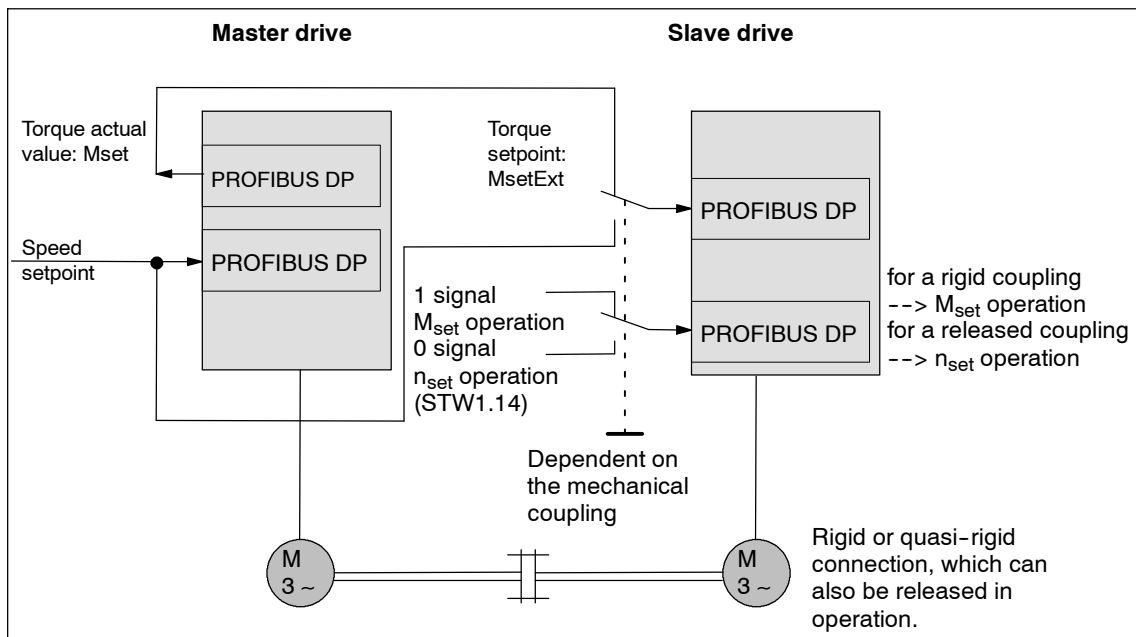 Master drive
Slave drive
Torque actual
value: Mset
PROFIBUS DP
Speed
setpoint
PROFIBUS DP
Torque
setpoint:
MsetExt
PROFIBUS DP
1 signal
Mset operation
0 signal
nset operation
(STW1.14)
PROFIBUS DP
for a rigid coupling
--> Mset operation
for a released coupling
--> nset operation
Dependent on
the mechanical
coupling
M
3 ~
M
3 ~
Rigid or quasi-rigid
connection, which can
also be released in
operation.